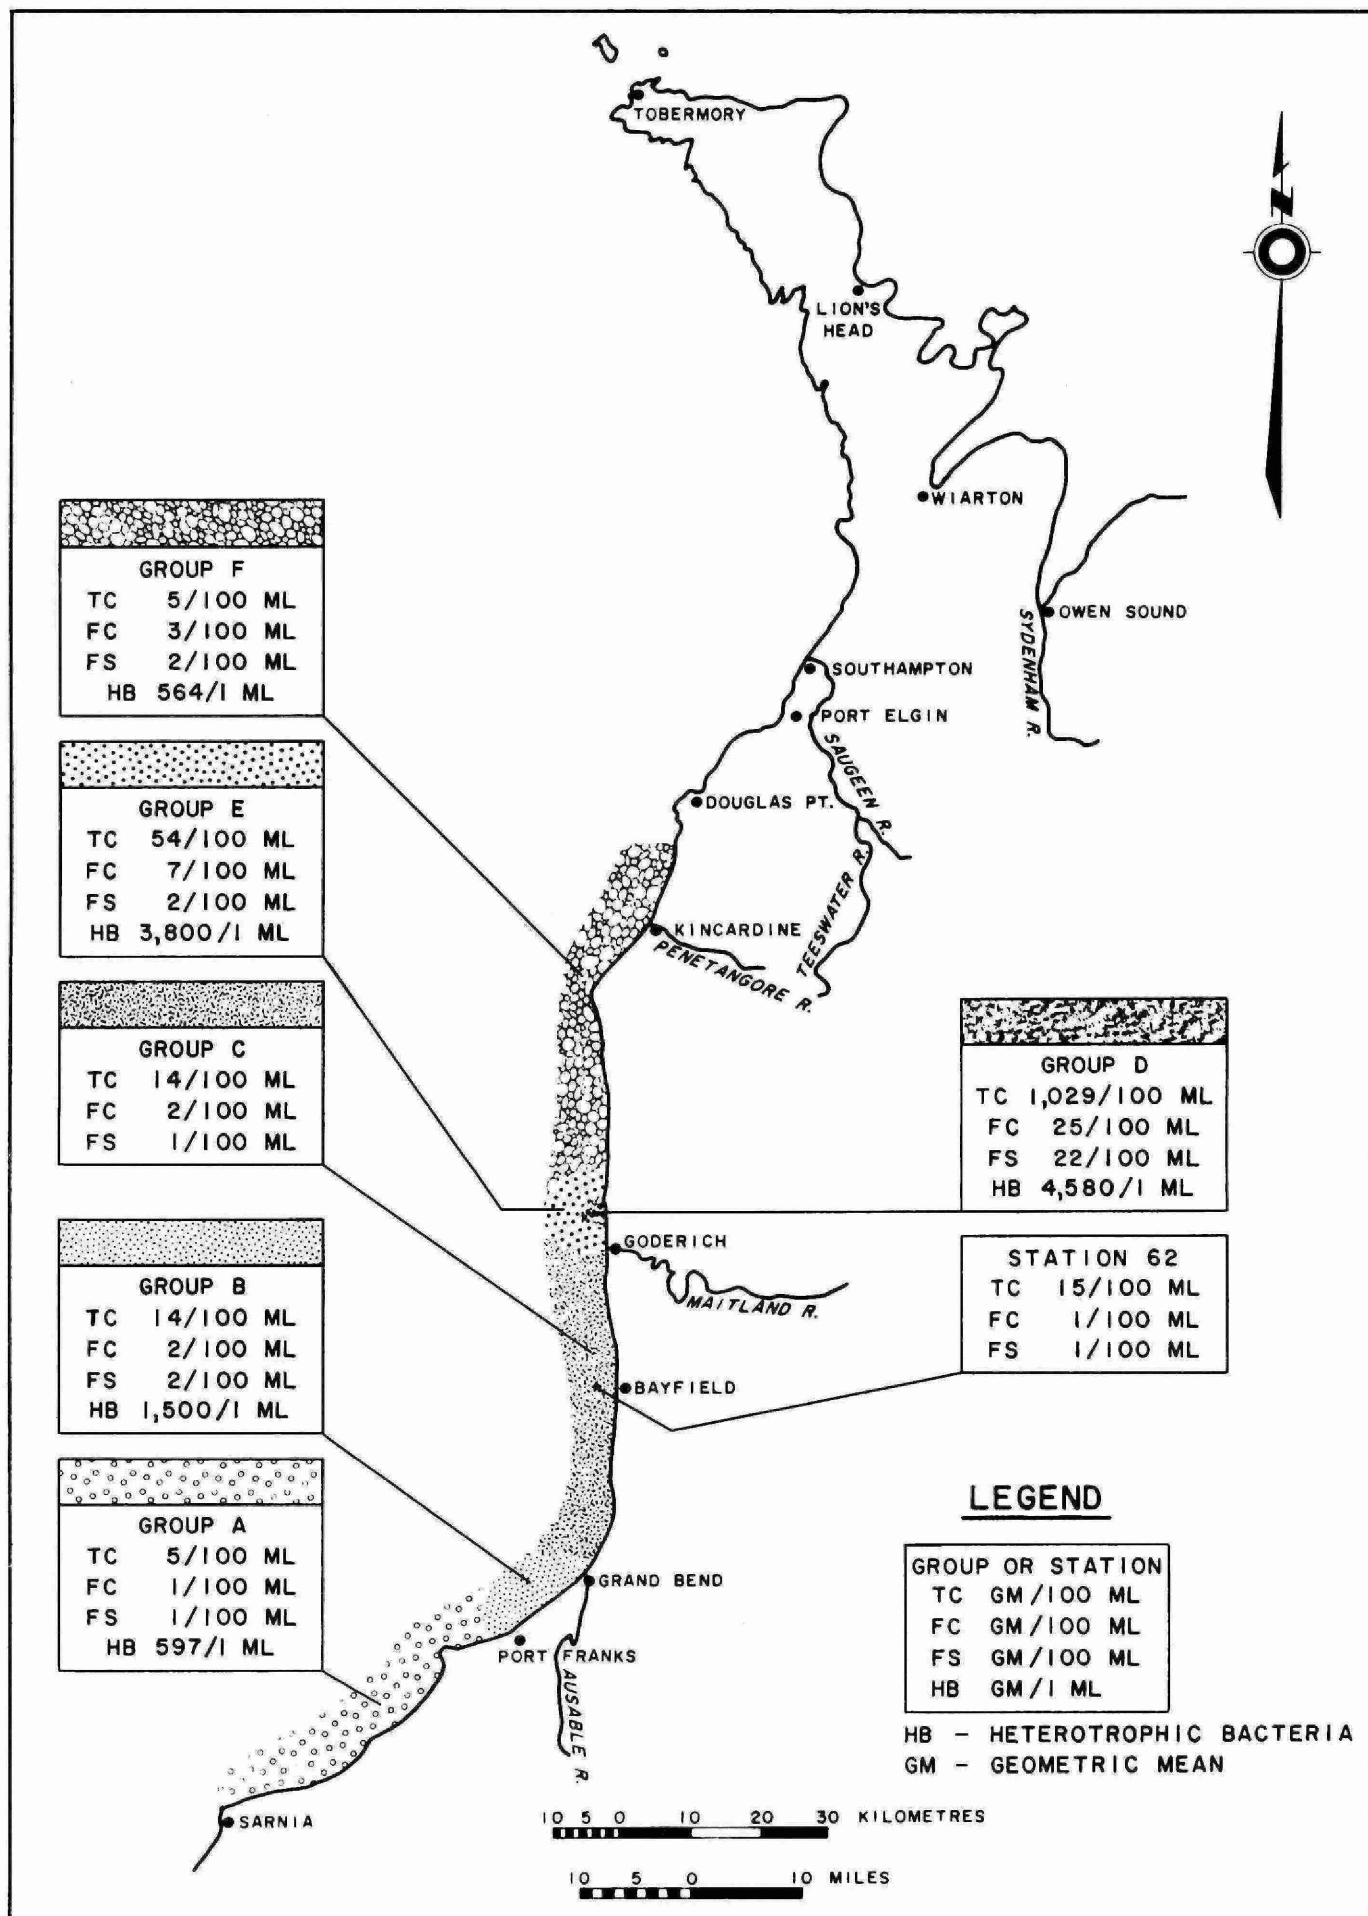 TOBERMORY
N
LION'S
HEAD
WIARTON
OWEN SOUND
SYDENHAM R.
SOUTHAMPTON
PORT ELGIN
SAUGEEN R.
DOUGLAS PT.
TEESWATER R.
KINCARDINE
PENETANGORE R.
GROUP F
TC 5/100 ML
FC 3/100 ML
FS 2/100 ML
HB 564/1 ML
GROUP E
TC 54/100 ML
FC 7/100 ML
FS 2/100 ML
HB 3,800/1 ML
GROUP C
TC 14/100 ML
FC 2/100 ML
FS 1/100 ML
GROUP D
TC 1,029/100 ML
FC 25/100 ML
FS 22/100 ML
HB 4,580/1 ML
GODERICH
MAITLAND R.
STATION 62
TC 15/100 ML
FC 1/100 ML
FS 1/100 ML
GROUP B
TC 14/100 ML
FC 2/100 ML
FS 2/100 ML
HB 1,500/1 ML
BAYFIELD
GROUP A
TC 5/100 ML
FC 1/100 ML
FS 1/100 ML
HB 597/1 ML
GRAND BEND
PORT FRANKS
AUSABLE R.
SARNIA
LEGEND
GROUP OR STATION
TC GM/100 ML
FC GM/100 ML
FS GM/100 ML
HB GM/1 ML
HB - HETEROTROPHIC BACTERIA
GM - GEOMETRIC MEAN
10 5 0 10 20 30 KILOMETRES
10 5 0 10 MILES